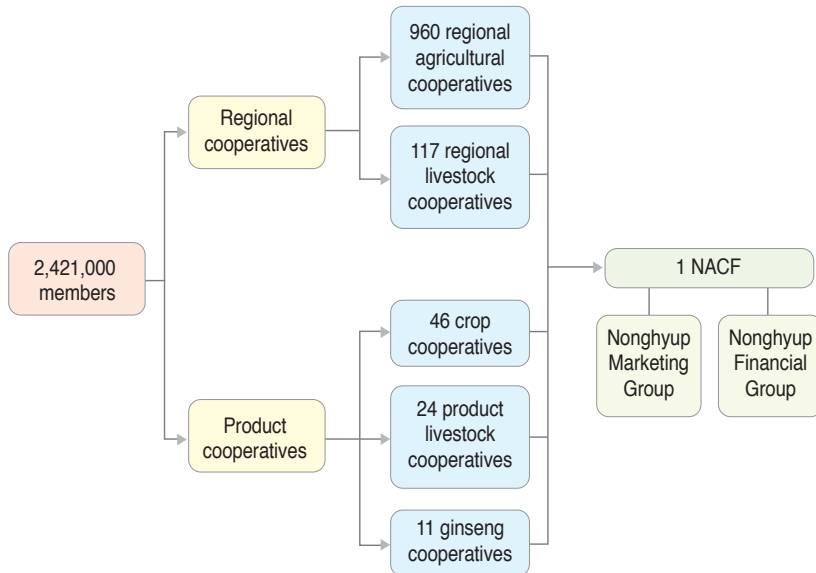 2,421,000
members
Regional
cooperatives
Product
cooperatives
960 regional
agricultural
cooperatives
117 regional
livestock
cooperatives
46 crop
cooperatives
24 product
livestock
cooperatives
11 ginseng
cooperatives
1 NACF
Nonghyup
Marketing
Group
Nonghyup
Financial
Group